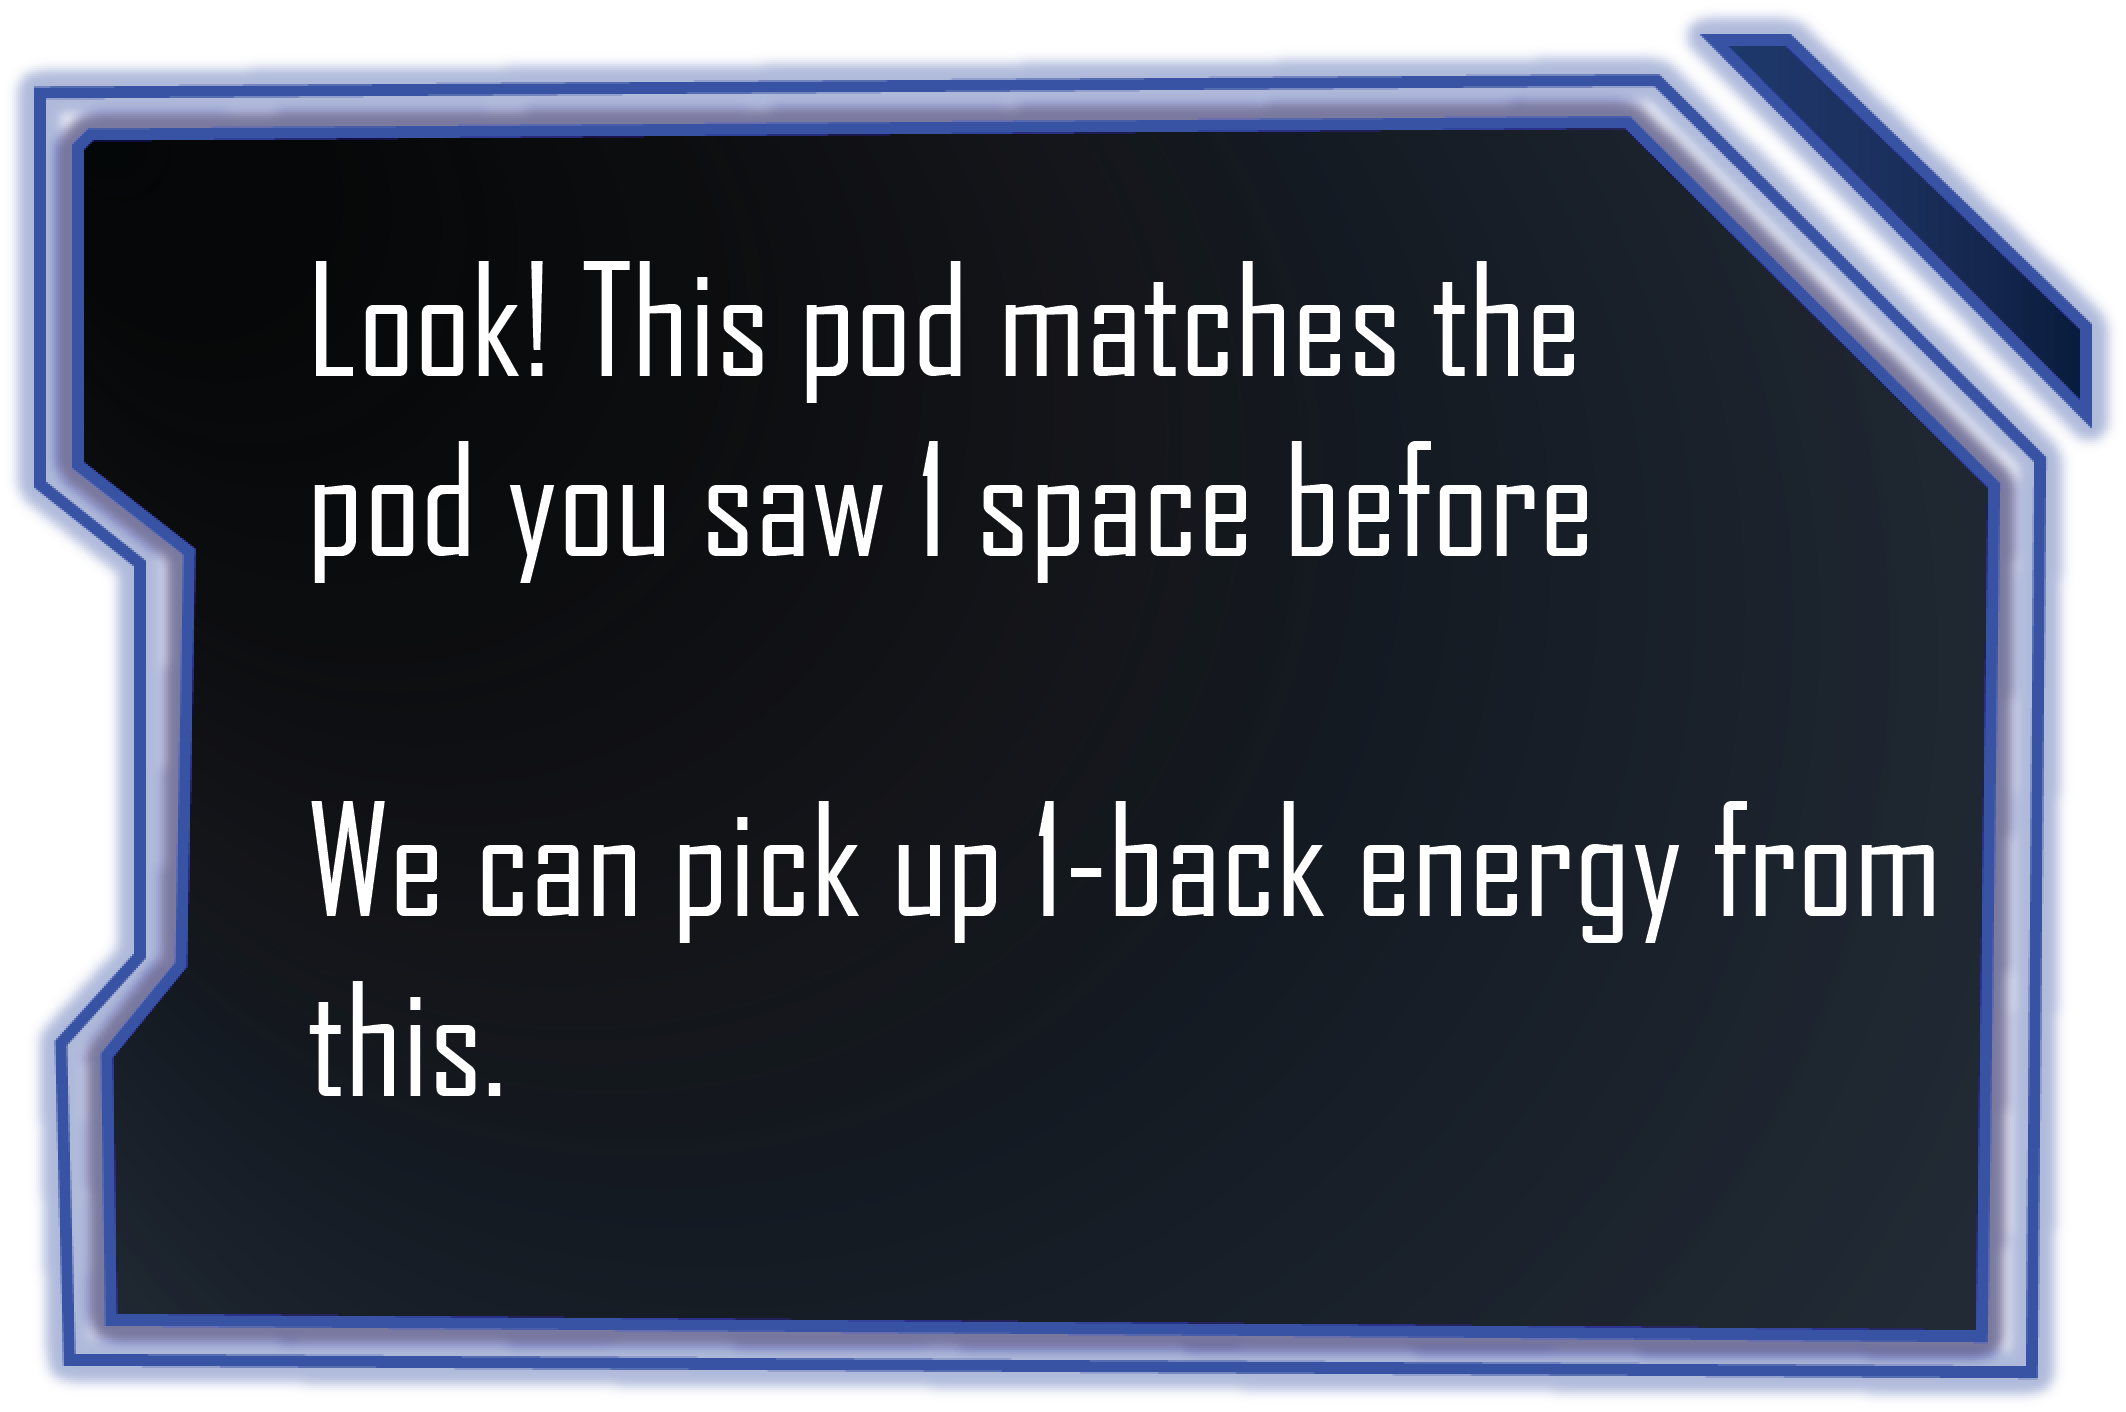 Look! This pod matches the
pod you saw 1 space before
We can pick up 1-back energy from
this.